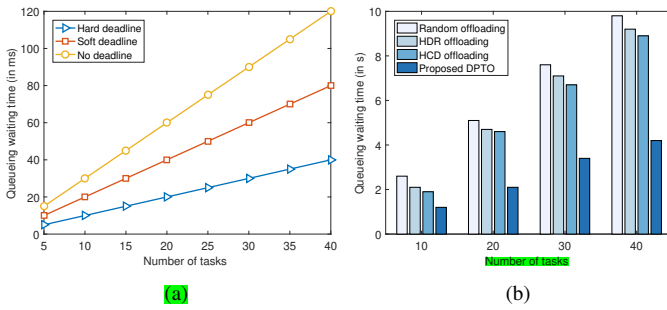 Queueing waiting time (in ms)
120
100
80
60
40
20
0
Hard deadline
Soft deadline
No deadline
5 10 15 20 25 30 35 40
Number of tasks
(a)
Queueing waiting time (in s)
10
8
6
4
2
0
Random offloading
HDR offloading
HCD offloading
Proposed DPTO
10 20 30 40
Number of tasks
(b)